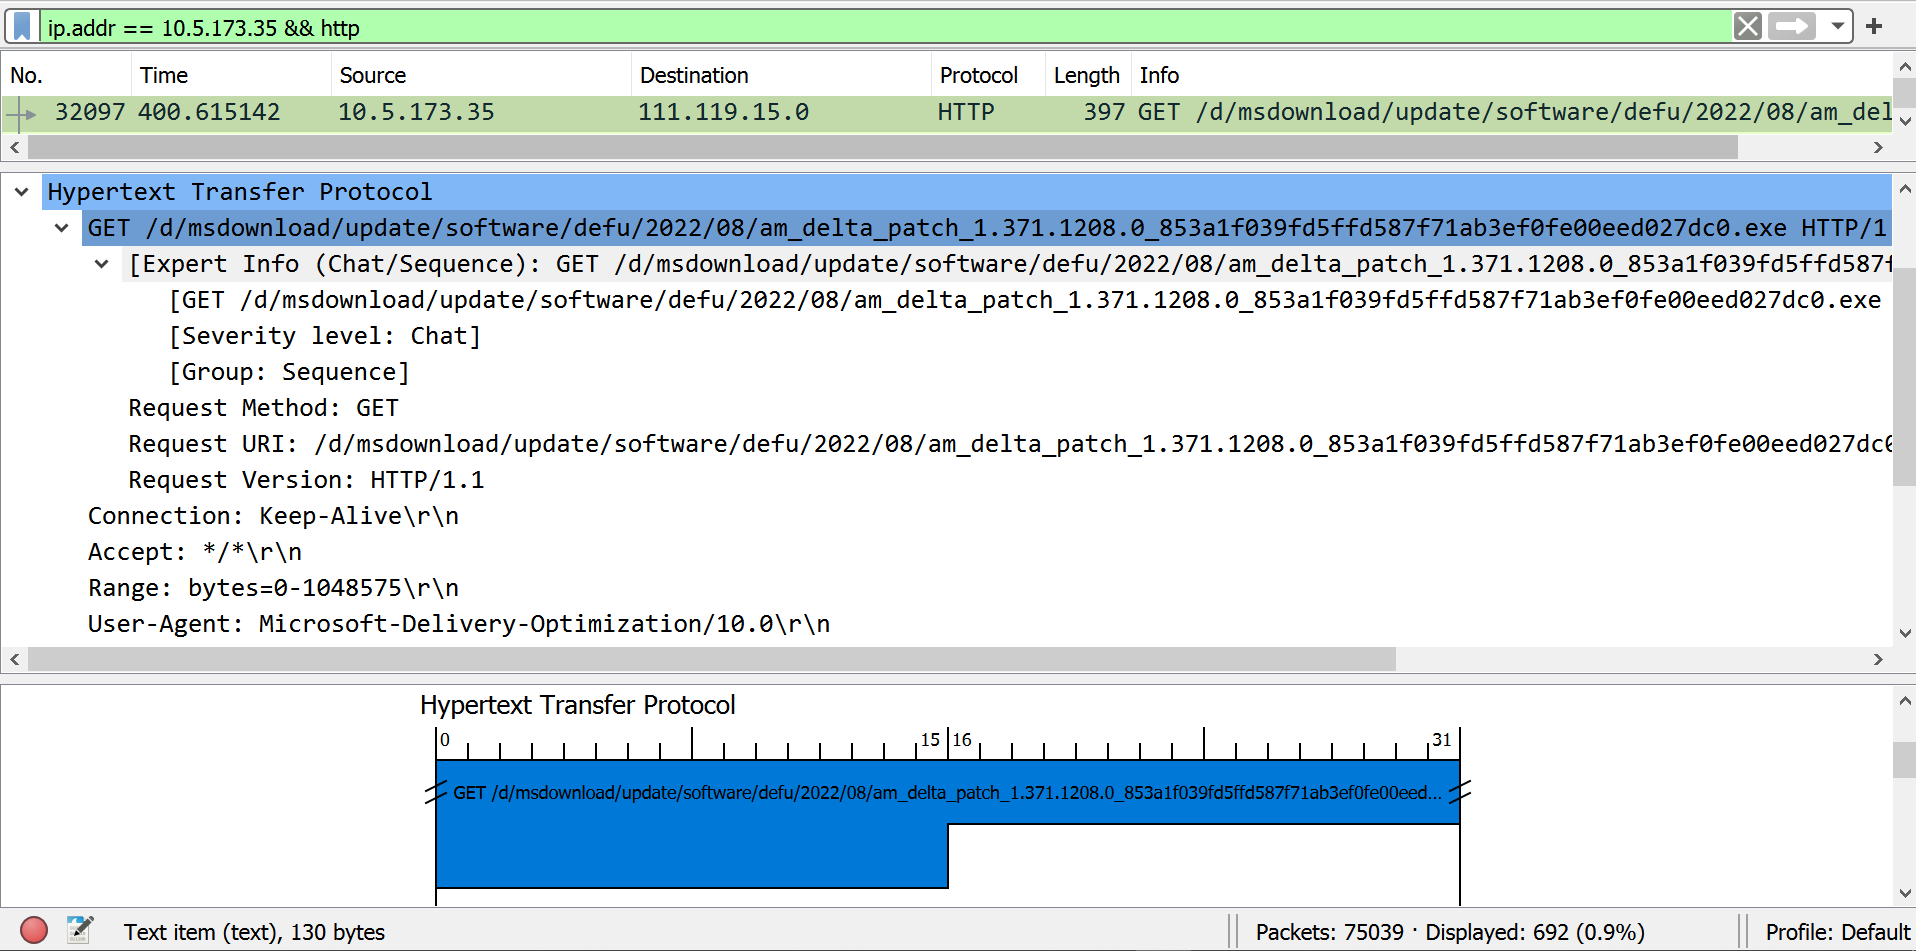 ip.addr == 10.5.173.35 && http
No. Time Source Destination Protocol Length Info
32097 400.615142 10.5.173.35 111.119.15.0 HTTP 397 GET /d/msdownload/update/software/defu/2022/08/am_del
Hypertext Transfer Protocol
GET /d/msdownload/update/software/defu/2022/08/am_delta_patch_1.371.1208.0_853a1f039fd5ffd587f71ab3ef0fe00eed027dc0.exe HTTP/1
[Expert Info (Chat/Sequence): GET /d/msdownload/update/software/defu/2022/08/am_delta_patch_1.371.1208.0_853a1f039fd5ffd587f
[GET /d/msdownload/update/software/defu/2022/08/am_delta_patch_1.371.1208.0_853a1f039fd5ffd587f71ab3ef0fe00eed027dc0.exe
[Severity level: Chat]
[Group: Sequence]
Request Method: GET
Request URI: /d/msdownload/update/software/defu/2022/08/am_delta_patch_1.371.1208.0_853a1f039fd5ffd587f71ab3ef0fe00eed027dc0
Request Version: HTTP/1.1
Connection: Keep-Alive\r\n
Accept: */*\r\n
Range: bytes=0-1048575\r\n
User-Agent: Microsoft-Delivery-Optimization/10.0\r\n
Hypertext Transfer Protocol
0 15 16 31
GET /d/msdownload/update/software/defu/2022/08/am_delta_patch_1.371.1208.0_853a1f039fd5ffd587f71ab3ef0fe00eed...
Text item (text), 130 bytes Packets: 75039 · Displayed: 692 (0.9%) Profile: Default